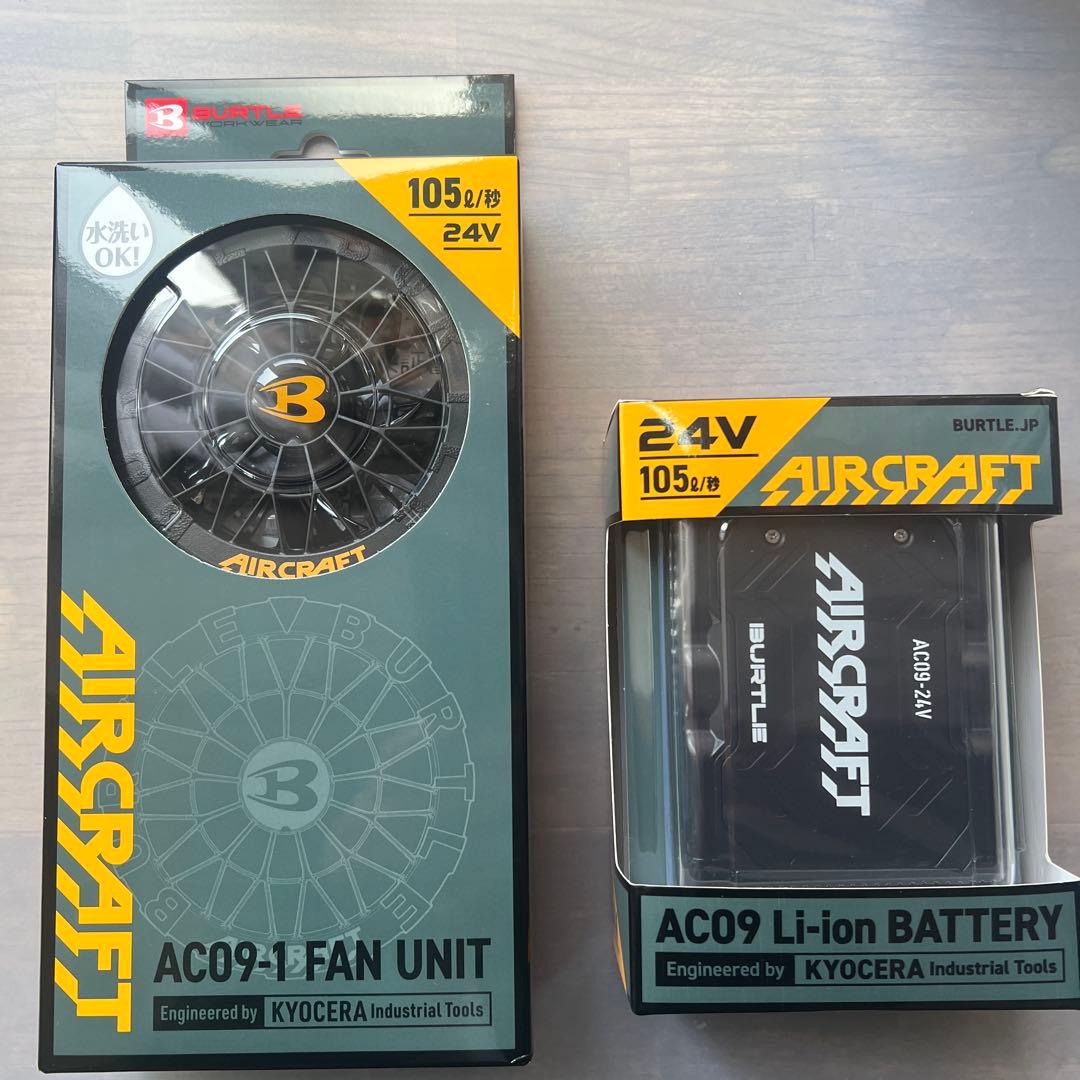 BURTLE
WORKWEAR
水洗い
OK!
105ℓ/秒
24V
B
AIRCRAFT
AIRCRAFT
BURTLE
B
AC09-1 FAN UNIT
Engineered by KYOCERA Industrial Tools
24V
105ℓ/秒
BURTLE.JP
AIRCRAFT
AIRCRAFT
BURTLE
AC09-24V
AC09 Li-ion BATTERY
Engineered by KYOCERA Industrial Tools